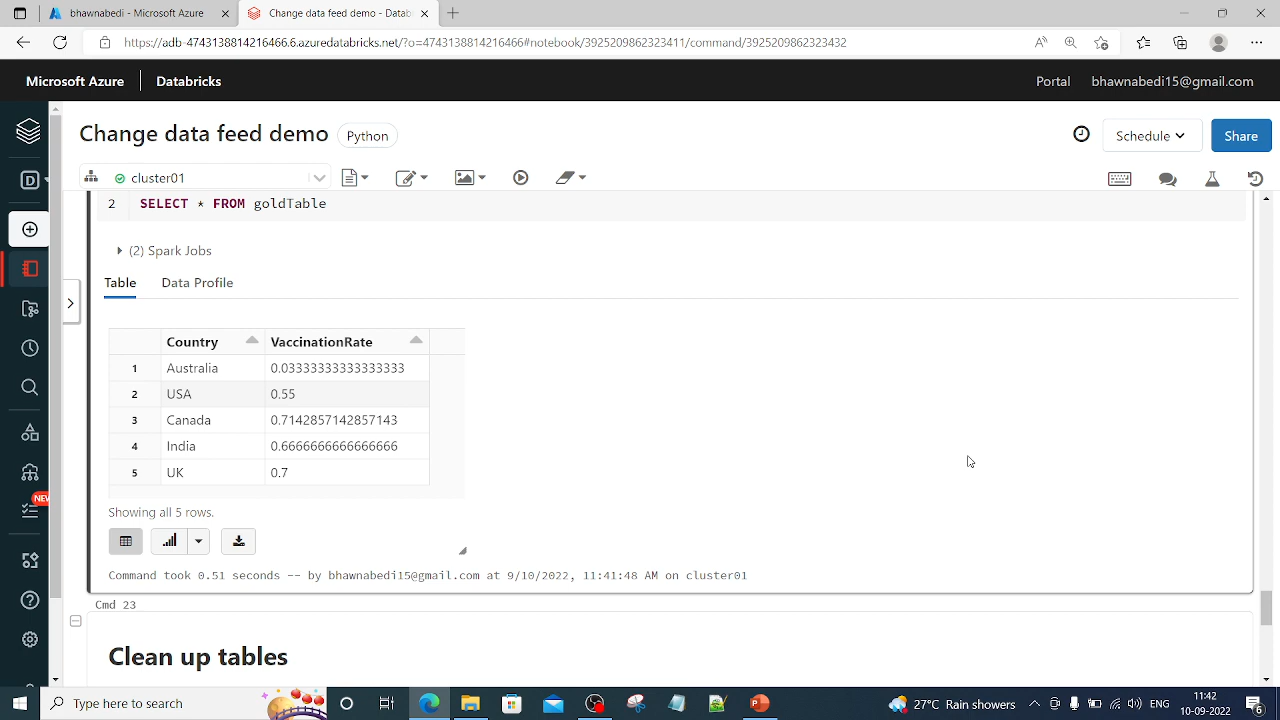 bhawnabedi - Microsoft Azure
Change data feed demo - Datab
https://adb-4743138814216466.6.azuredatabricks.net/?o=4743138814216466#notebook/3925209862323411/command/3925209862323432
Microsoft Azure
Databricks
Portal
bhawnabedi15@gmail.com
Change data feed demo
Python
Schedule
Share
D
cluster01
2 SELECT * FROM goldTable
(2) Spark Jobs
Table
Data Profile
Country VaccinationRate
1 Australia 0.03333333333333333
2 USA 0.55
3 Canada 0.7142857142857143
4 India 0.6666666666666666
5 UK 0.7
NEW
Showing all 5 rows.
Command took 0.51 seconds -- by bhawnabedi15@gmail.com at 9/10/2022, 11:41:48 AM on cluster01
Cmd 23
Clean up tables
Type here to search
27°C Rain showers
ENG
11:42
10-09-2022
6